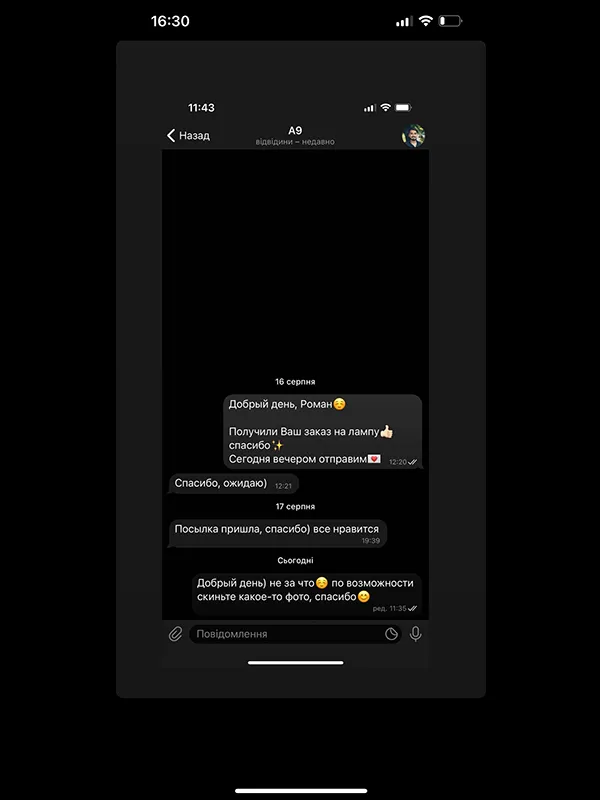 16:30
11:43
Назад
A9
відвідини – недавно
16 серпня
Добрый день, Роман☺️
Получили Ваш заказ на лампу👍🏻
спасибо✨
Сегодня вечером отправим💌
12:20
Спасибо, ожидаю)
12:21
17 серпня
Посылка пришла, спасибо) все нравится
19:39
Сьогодні
Добрый день) не за что☺️ по возможности
скиньте какое-то фото, спасибо😊
ред. 11:35
Повідомлення